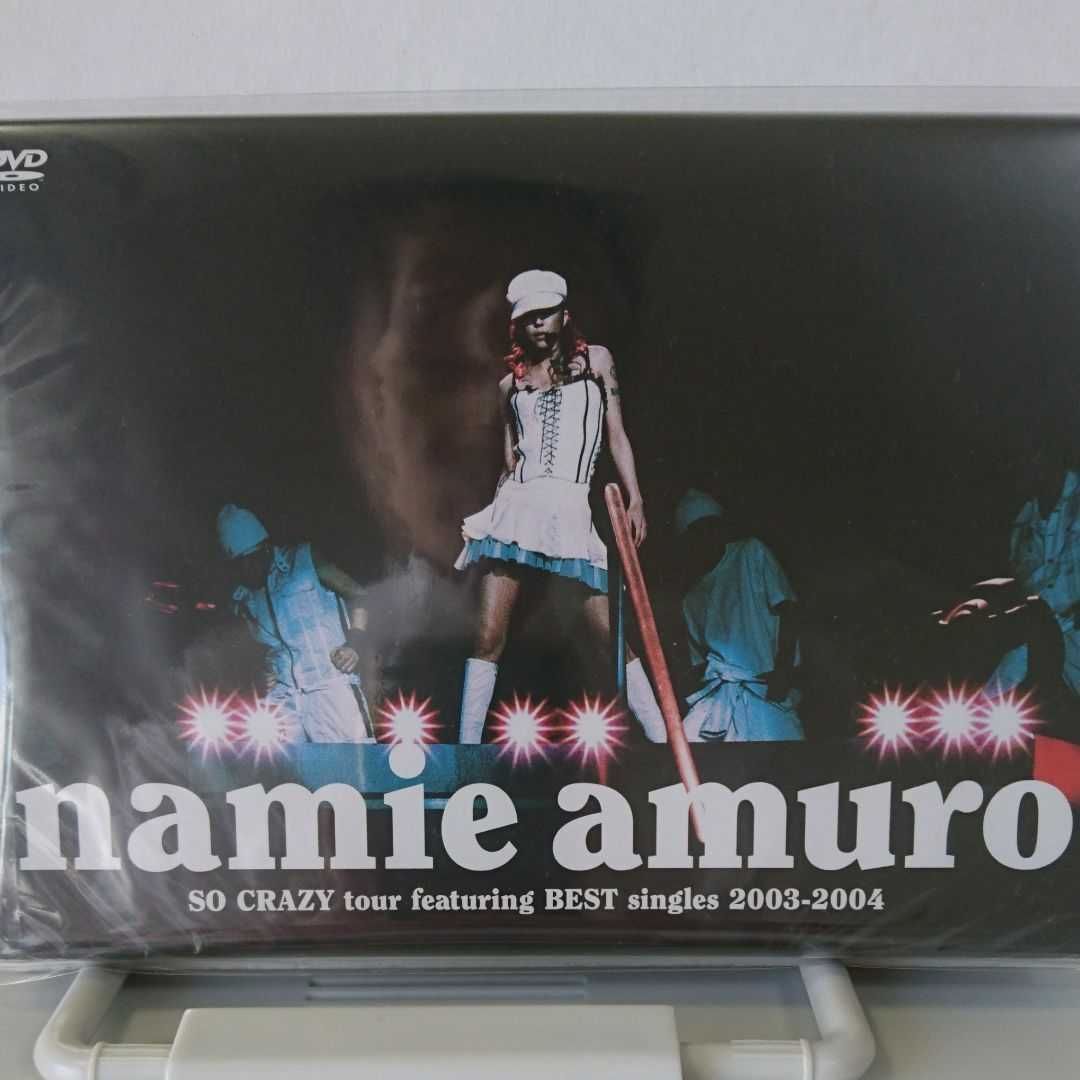 DVD
VIDEO
namie amuro
SO CRAZY tour featuring BEST singles 2003-2004